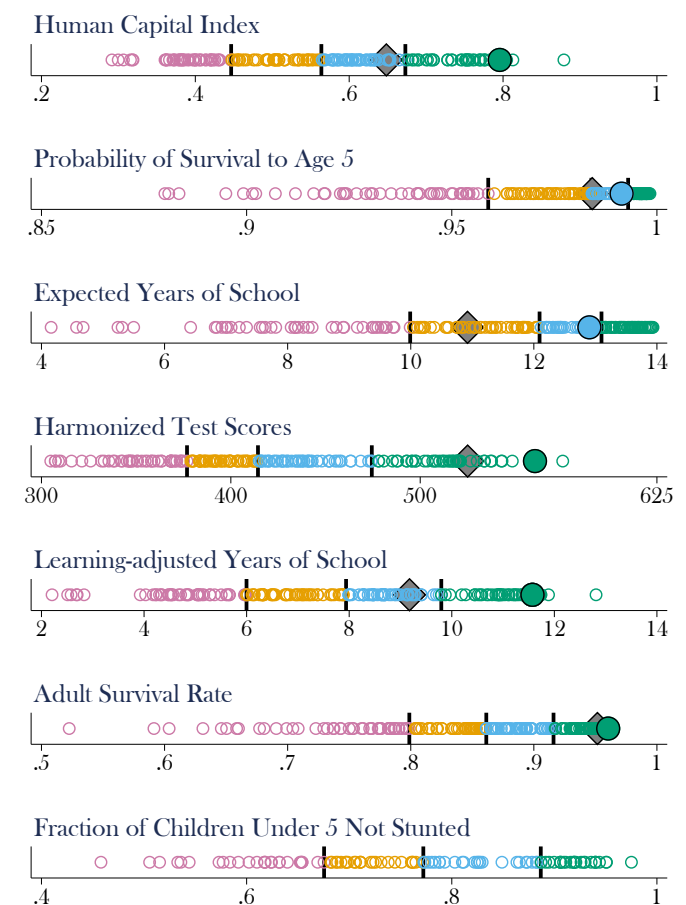 Human Capital Index
.2 .4 .6 .8 1
Probability of Survival to Age 5
.85 .9 .95 1
Expected Years of School
4 6 8 10 12 14
Harmonized Test Scores
300 400 500 625
Learning-adjusted Years of School
2 4 6 8 10 12 14
Adult Survival Rate
.5 .6 .7 .8 .9 1
Fraction of Children Under 5 Not Stunted
.4 .6 .8 1